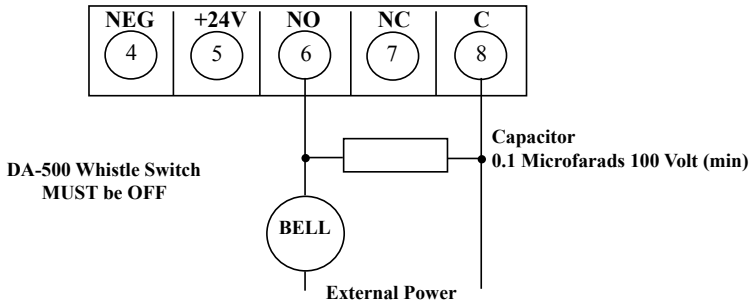 NEG +24V NO NC C
4 5 6 7 8
Capacitor
0.1 Microfarads 100 Volt (min)
DA-500 Whistle Switch
MUST be OFF
BELL
External Power